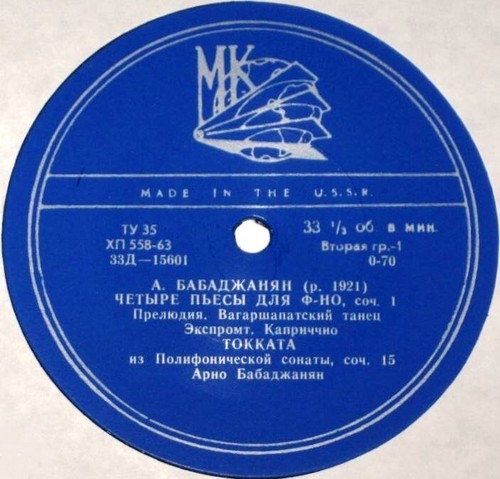 МК
MADE IN THE U.S.S.R.
ТУ 35
ХП 558-63
33Д—15601
33 1/3 об. в мин.
Вторая гр.-1
0-70
А. БАБАДЖАНЯН (р. 1921)
ЧЕТЫРЕ ПЬЕСЫ ДЛЯ Ф-НО, соч. 1
Прелюдия, Вагаршапатский танец
Экспромт, Каприччио
ТОККАТА
из Полифонической сонаты, соч. 15
Арно Бабаджанян